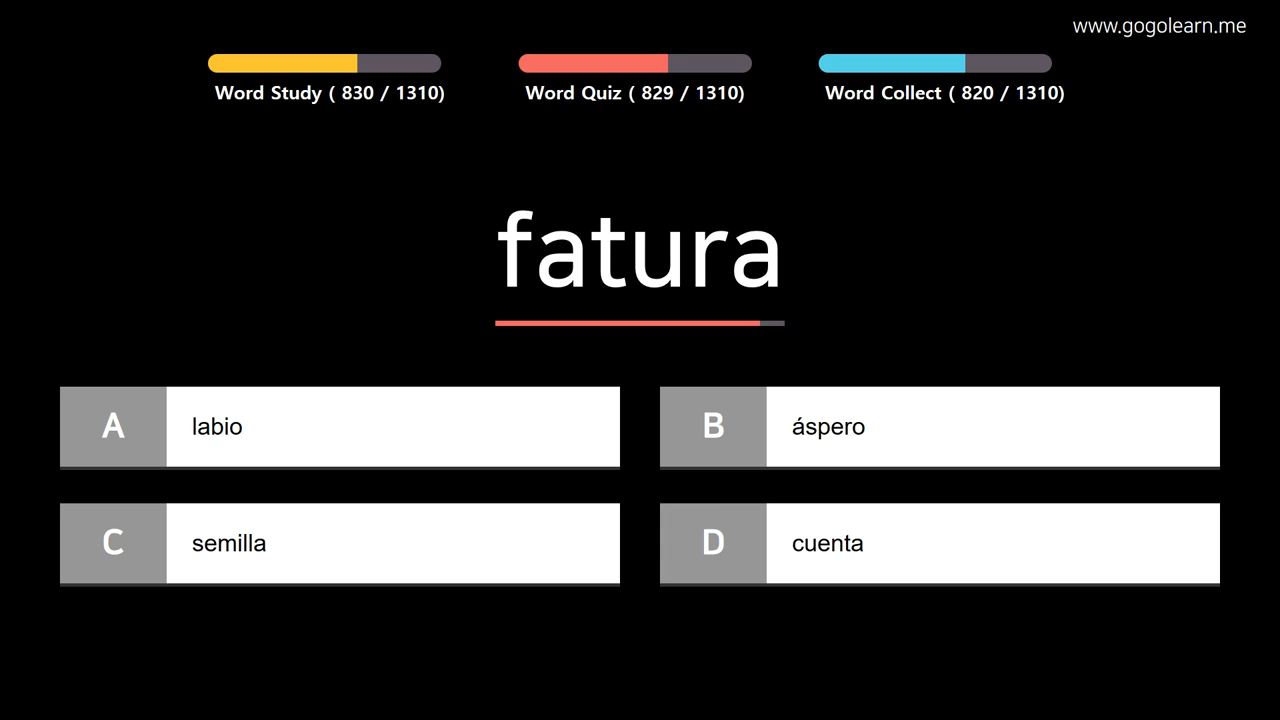 www.gogolearn.me
Word Study ( 830 / 1310)
Word Quiz ( 829 / 1310)
Word Collect ( 820 / 1310)
fatura
A
labio
B
áspero
C
semilla
D
cuenta